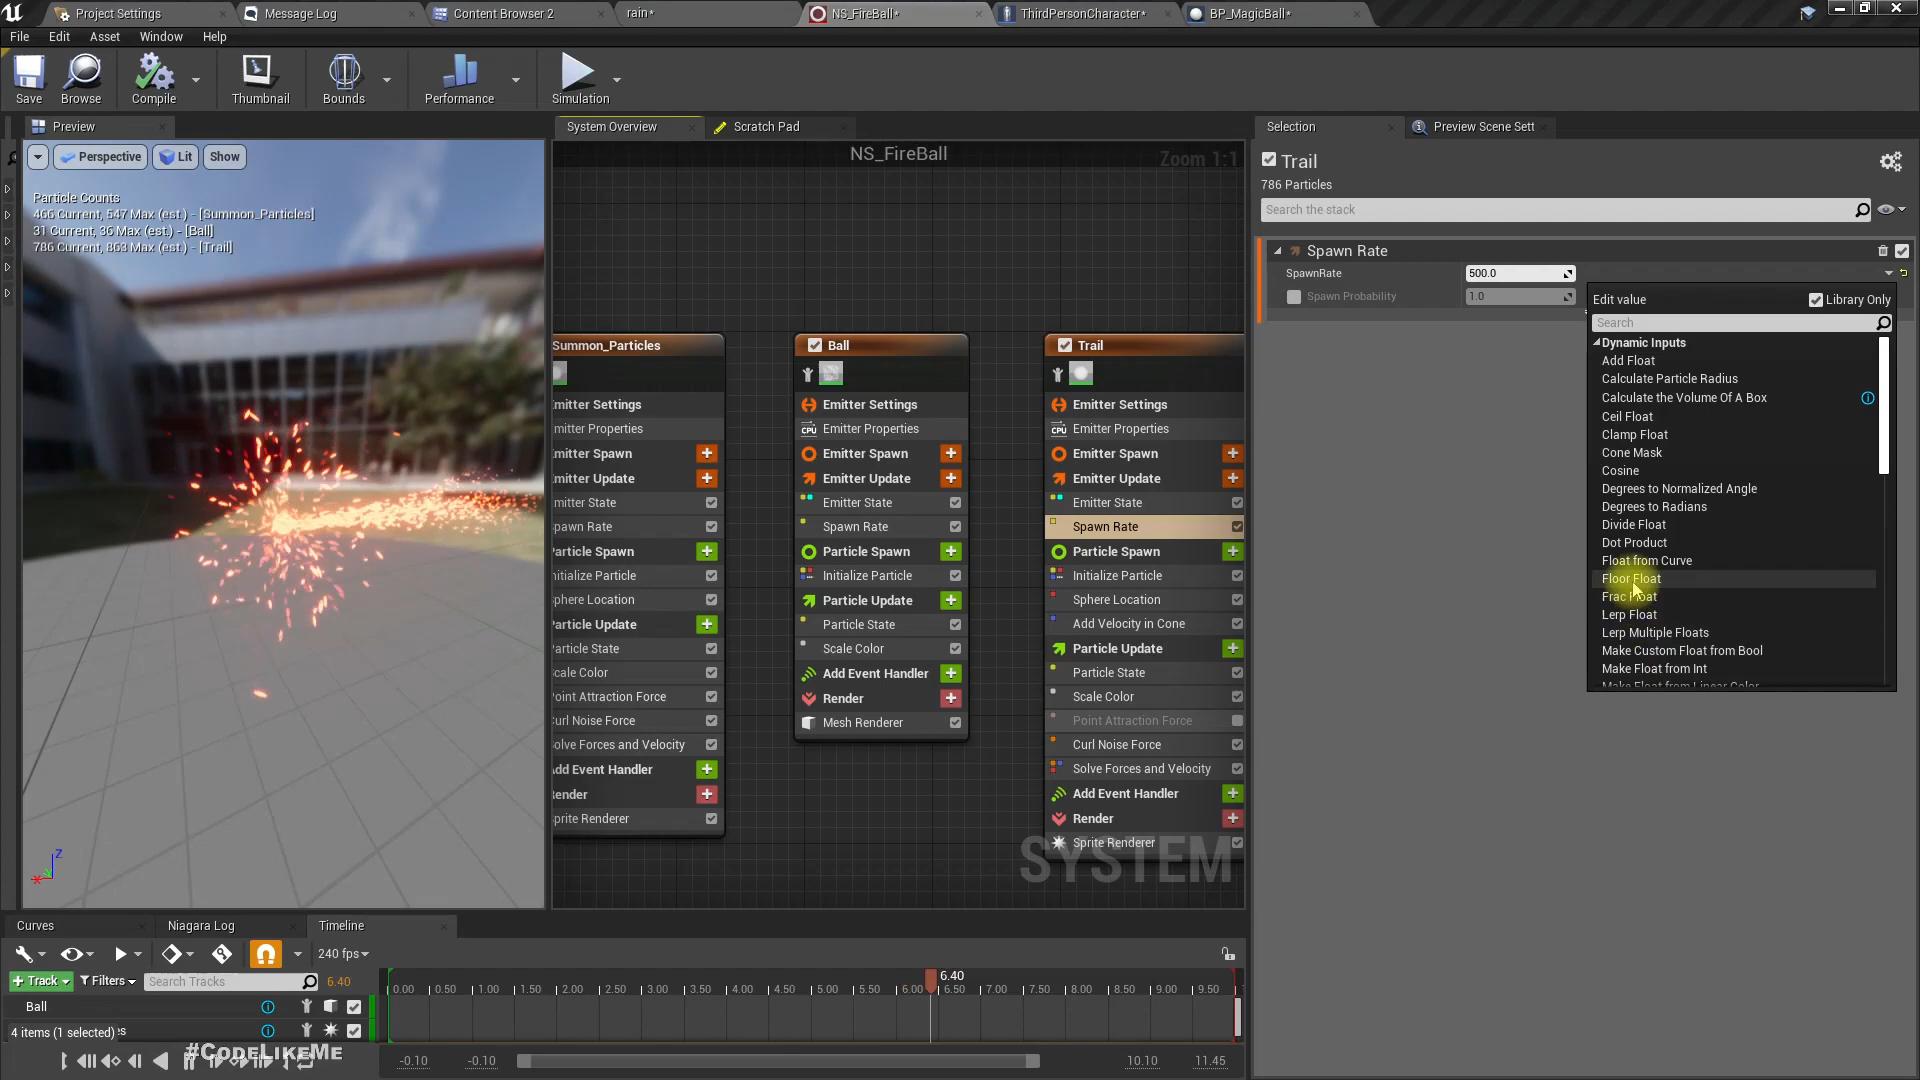 Project Settings
Message Log
Content Browser 2
rain*
NS_FireBall*
ThirdPersonCharacter*
BP_MagicBall*
File
Edit
Asset
Window
Help
Save
Browse
Compile
Thumbnail
Bounds
Performance
Simulation
Preview
System Overview
Scratch Pad
Selection
Preview Scene Sett
Perspective
Lit
Show
NS_FireBall
Zoom 1:1
Particle Counts
466 Current, 547 Max (est.) - [Summon_Particles]
31 Current, 36 Max (est.) - [Ball]
786 Current, 863 Max (est.) - [Trail]
Summon_Particles
Emitter Settings
Emitter Properties
Emitter Spawn
Emitter Update
Emitter State
Spawn Rate
Particle Spawn
Initialize Particle
Sphere Location
Particle Update
Particle State
Scale Color
Point Attraction Force
Curl Noise Force
Solve Forces and Velocity
Add Event Handler
Render
Sprite Renderer
Ball
Emitter Settings
CPU Emitter Properties
Emitter Spawn
Emitter Update
Emitter State
Spawn Rate
Particle Spawn
Initialize Particle
Particle Update
Particle State
Scale Color
Add Event Handler
Render
Mesh Renderer
Trail
Emitter Settings
CPU Emitter Properties
Emitter Spawn
Emitter Update
Emitter State
Spawn Rate
Particle Spawn
Initialize Particle
Sphere Location
Add Velocity in Cone
Particle Update
Particle State
Scale Color
Point Attraction Force
Curl Noise Force
Solve Forces and Velocity
Add Event Handler
Render
Sprite Renderer
SYSTEM
Trail
786 Particles
Search the stack
Spawn Rate
SpawnRate
500.0
Spawn Probability
1.0
Edit value
Library Only
Search
Dynamic Inputs
Add Float
Calculate Particle Radius
Calculate the Volume Of A Box
Ceil Float
Clamp Float
Cone Mask
Cosine
Degrees to Normalized Angle
Degrees to Radians
Divide Float
Dot Product
Float from Curve
Floor Float
Frac Float
Lerp Float
Lerp Multiple Floats
Make Custom Float from Bool
Make Float from Int
Make Float from Linear Color
Z
Curves
Niagara Log
Timeline
240 fps
Track
Filters
Search Tracks
6.40
6.40
0.00 0.50 1.00 1.50 2.00 2.50 3.00 3.50 4.00 4.50 5.00 5.50 6.00 6.50 7.00 7.50 8.00 8.50 9.00 9.50
Ball
4 items (1 selected)
#CodeLikeMe
-0.10
-0.10
10.10
11.45